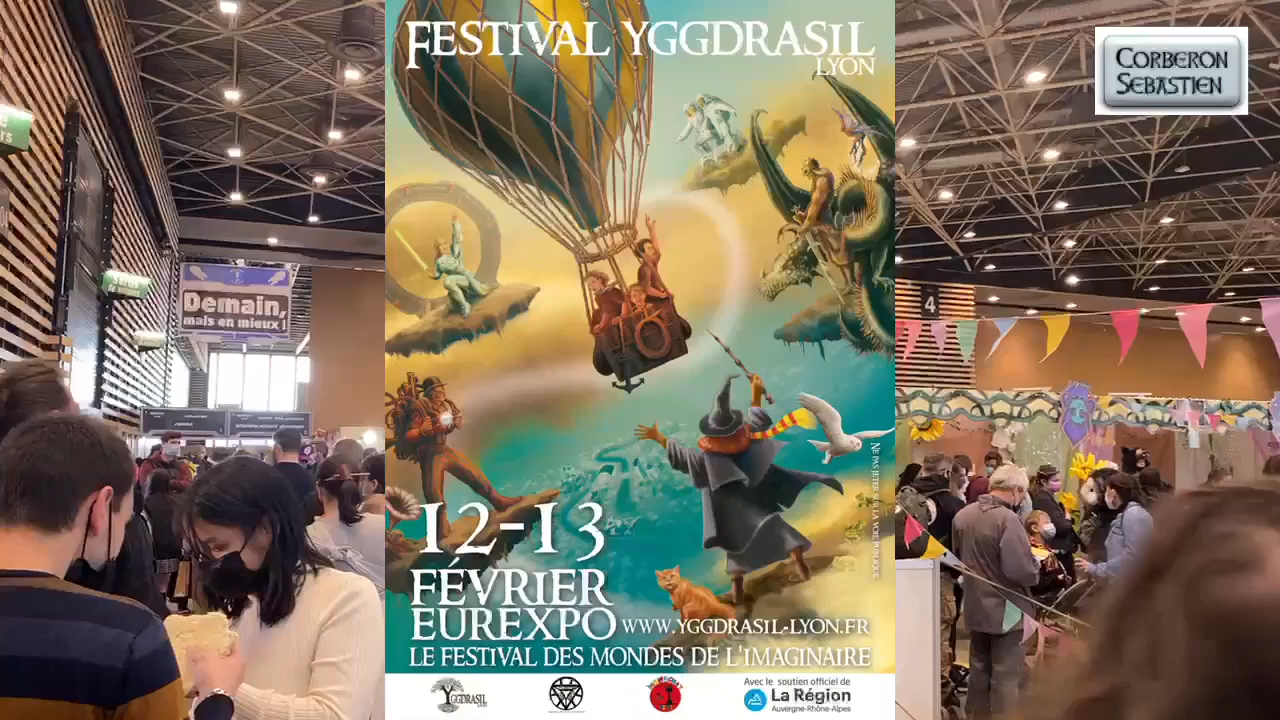 FESTIVAL YGGDRASIL
LYON
CORBERON
SEBASTIEN
Demain,
mais en mieux !
4
NE PAS JETER SUR LA VOIE PUBLIQUE
12-13
FÉVRIER
EUREXPO
WWW.YGGDRASIL-LYON.FR
LE FESTIVAL DES MONDES DE L'IMAGINAIRE
YGGDRASIL
LYON
Avec le soutien officiel de
La Région
Auvergne-Rhône-Alpes